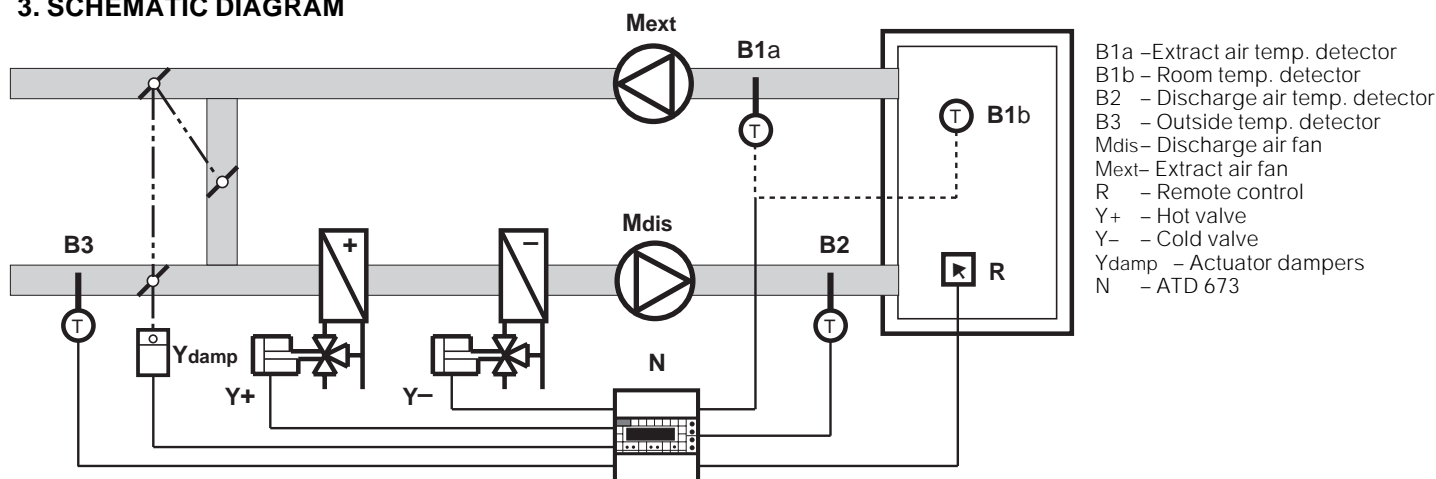 3. SCHEMATIC DIAGRAM
Mext
B1a
T
T B1b
B3
Mdis
B2
R
+
–
T
T
Ydamp
Y+
Y–
N
B1a –Extract air temp. detector
B1b – Room temp. detector
B2 – Discharge air temp. detector
B3 – Outside temp. detector
Mdis– Discharge air fan
Mext– Extract air fan
R – Remote control
Y+ – Hot valve
Y– – Cold valve
Ydamp – Actuator dampers
N – ATD 673